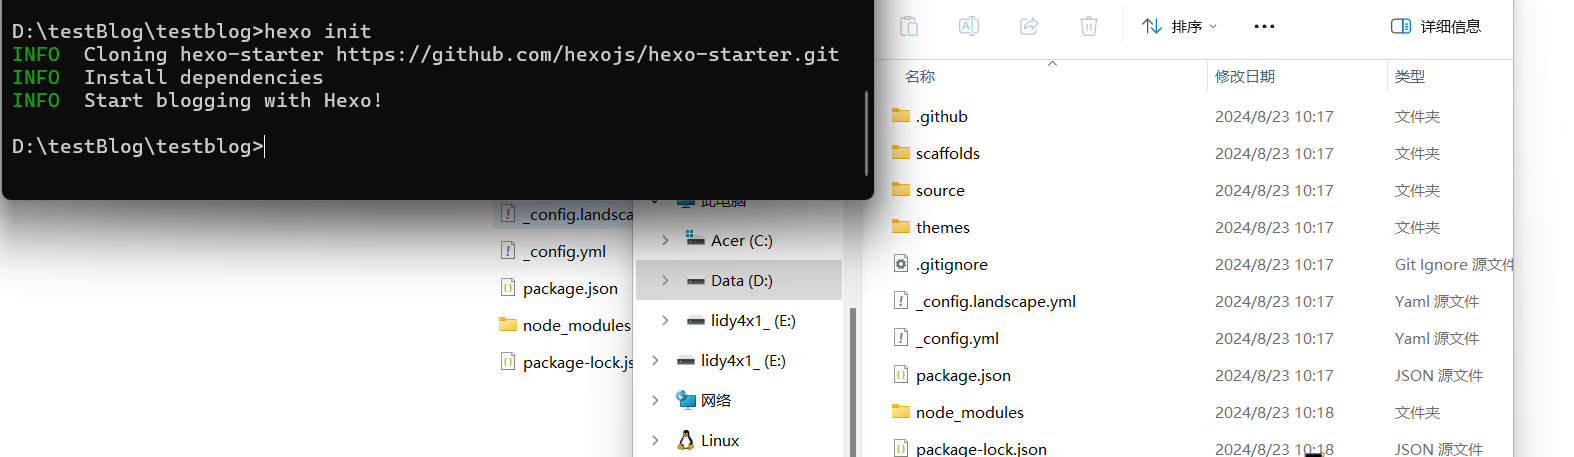 D:\testBlog\testblog>hexo init
INFO  Cloning hexo-starter https://github.com/hexojs/hexo-starter.git
INFO  Install dependencies
INFO  Start blogging with Hexo!
D:\testBlog\testblog>
_config.landsca
_config.yml
package.json
node_modules
package-lock.js
此电脑
Acer (C:)
Data (D:)
lidy4x1_ (E:)
lidy4x1_ (E:)
网络
Linux
排序
详细信息
名称 修改日期 类型
.github 2024/8/23 10:17 文件夹
scaffolds 2024/8/23 10:17 文件夹
source 2024/8/23 10:17 文件夹
themes 2024/8/23 10:17 文件夹
.gitignore 2024/8/23 10:17 Git Ignore 源文件
_config.landscape.yml 2024/8/23 10:17 Yaml 源文件
_config.yml 2024/8/23 10:17 Yaml 源文件
package.json 2024/8/23 10:17 JSON 源文件
node_modules 2024/8/23 10:18 文件夹
package-lock.json 2024/8/23 10:18 JSON 源文件